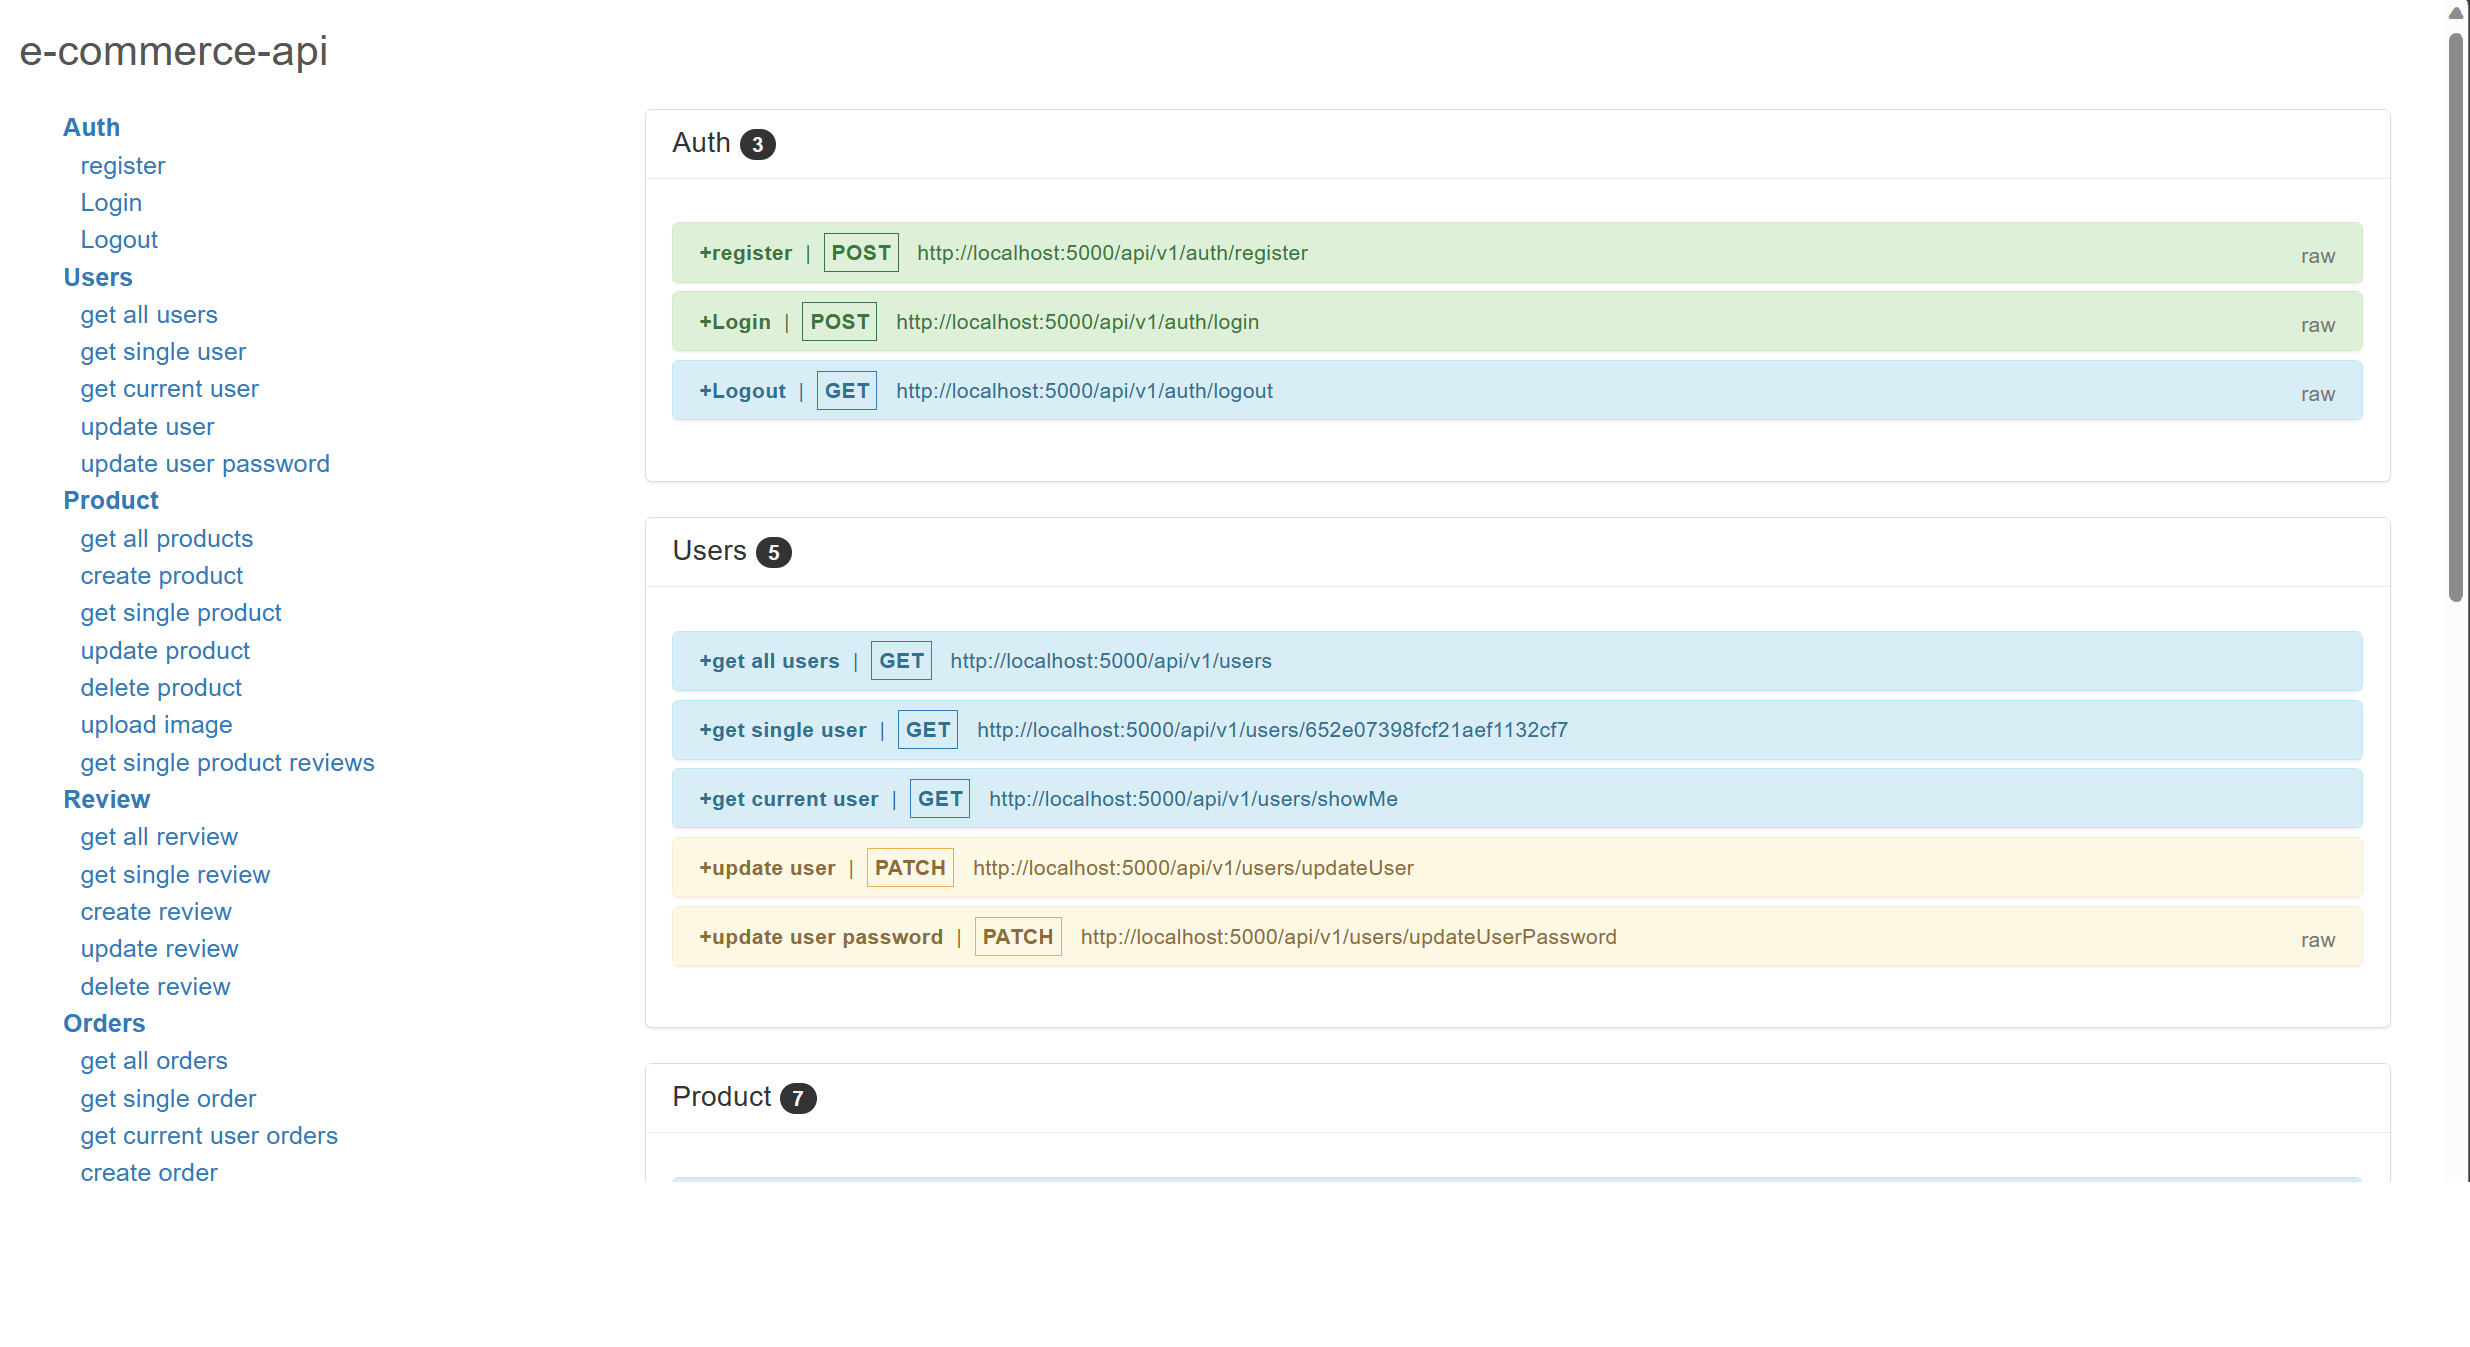 e-commerce-api
Auth
register
Login
Logout
Users
get all users
get single user
get current user
update user
update user password
Product
get all products
create product
get single product
update product
delete product
upload image
get single product reviews
Review
get all rerview
get single review
create review
update review
delete review
Orders
get all orders
get single order
get current user orders
create order
Auth 3
+register | POST http://localhost:5000/api/v1/auth/register raw
+Login | POST http://localhost:5000/api/v1/auth/login raw
+Logout | GET http://localhost:5000/api/v1/auth/logout raw
Users 5
+get all users | GET http://localhost:5000/api/v1/users
+get single user | GET http://localhost:5000/api/v1/users/652e07398fcf21aef1132cf7
+get current user | GET http://localhost:5000/api/v1/users/showMe
+update user | PATCH http://localhost:5000/api/v1/users/updateUser
+update user password | PATCH http://localhost:5000/api/v1/users/updateUserPassword raw
Product 7